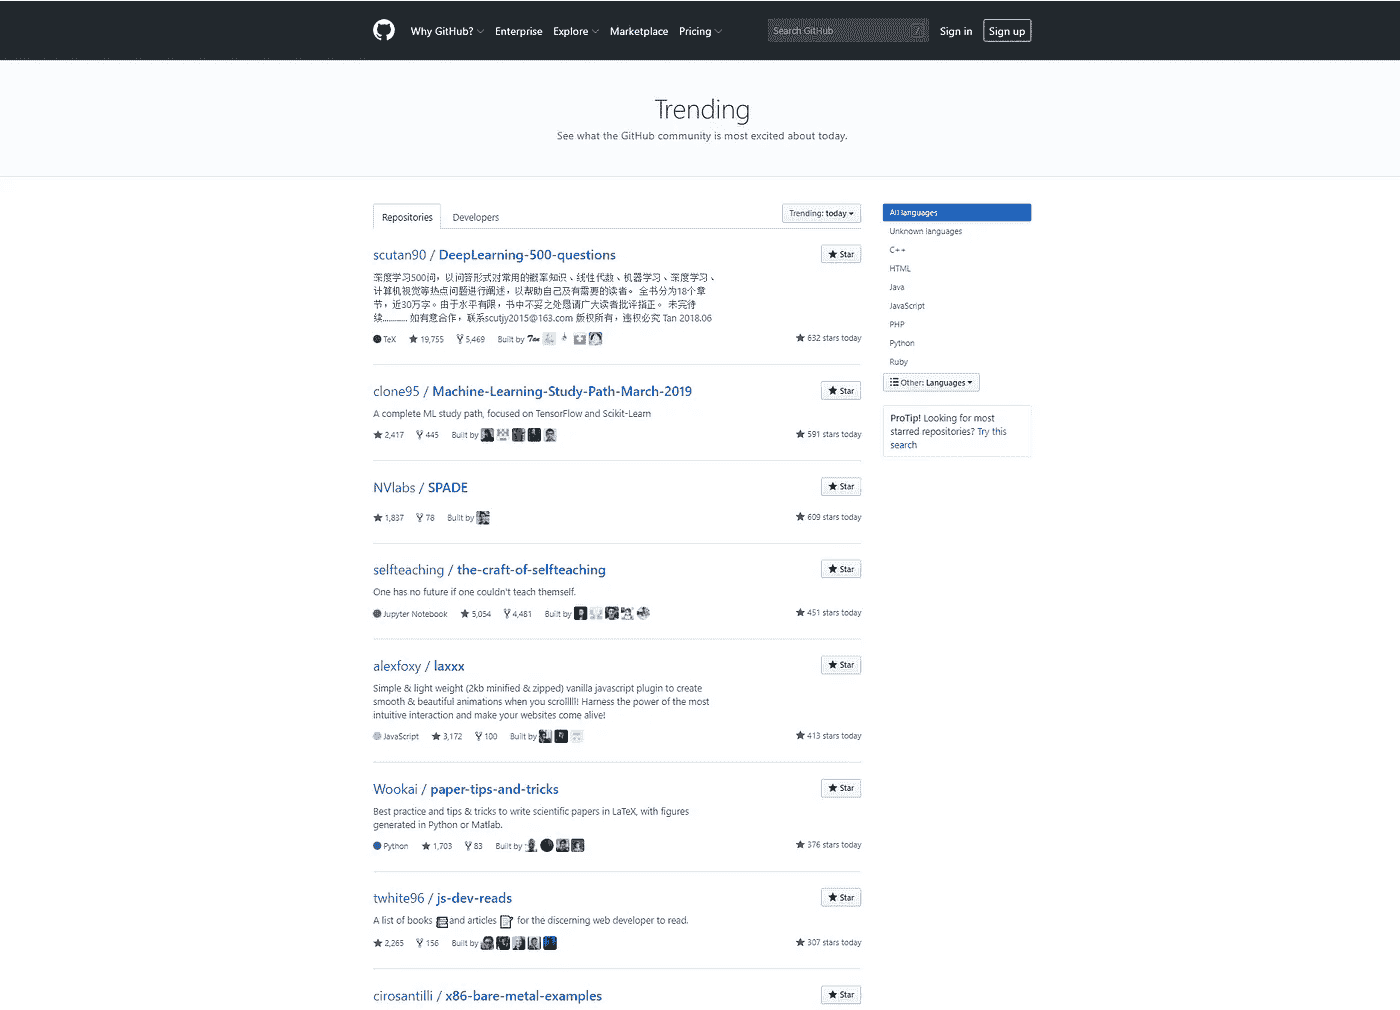 Why GitHub? Enterprise Explore Marketplace Pricing Search GitHub / Sign in Sign up
Trending
See what the GitHub community is most excited about today.
Repositories Developers Trending: today
scutan90 / DeepLearning-500-questions Star
深度学习500问，以问答形式对常用的概率知识、线性代数、机器学习、深度学习、
计算机视觉等热点问题进行阐述，以帮助自己及有需要的读者。 全书分为18个章
节，近30万字。由于水平有限，书中不妥之处恳请广大读者批评指正。 未完待
续............ 如有意合作，联系scutjy2015@163.com 版权所有，违权必究 Tan 2018.06
TeX 19,755 5,469 Built by 632 stars today
clone95 / Machine-Learning-Study-Path-March-2019 Star
A complete ML study path, focused on TensorFlow and Scikit-Learn
2,417 445 Built by 591 stars today
NVlabs / SPADE Star
1,837 78 Built by 609 stars today
selfteaching / the-craft-of-selfteaching Star
One has no future if one couldn't teach themself.
Jupyter Notebook 5,054 4,481 Built by 451 stars today
alexfoxy / laxxx Star
Simple & light weight (2kb minified & zipped) vanilla javascript plugin to create
smooth & beautiful animations when you scrolllll! Harness the power of the most
intuitive interaction and make your websites come alive!
JavaScript 3,172 100 Built by 413 stars today
Wookai / paper-tips-and-tricks Star
Best practice and tips & tricks to write scientific papers in LaTeX, with figures
generated in Python or Matlab.
Python 1,703 83 Built by 376 stars today
twhite96 / js-dev-reads Star
A list of books and articles for the discerning web developer to read.
2,265 156 Built by 307 stars today
cirosantilli / x86-bare-metal-examples Star
All languages
Unknown languages
C++
HTML
Java
JavaScript
PHP
Python
Ruby
Other: Languages
ProTip! Looking for most
starred repositories? Try this
search